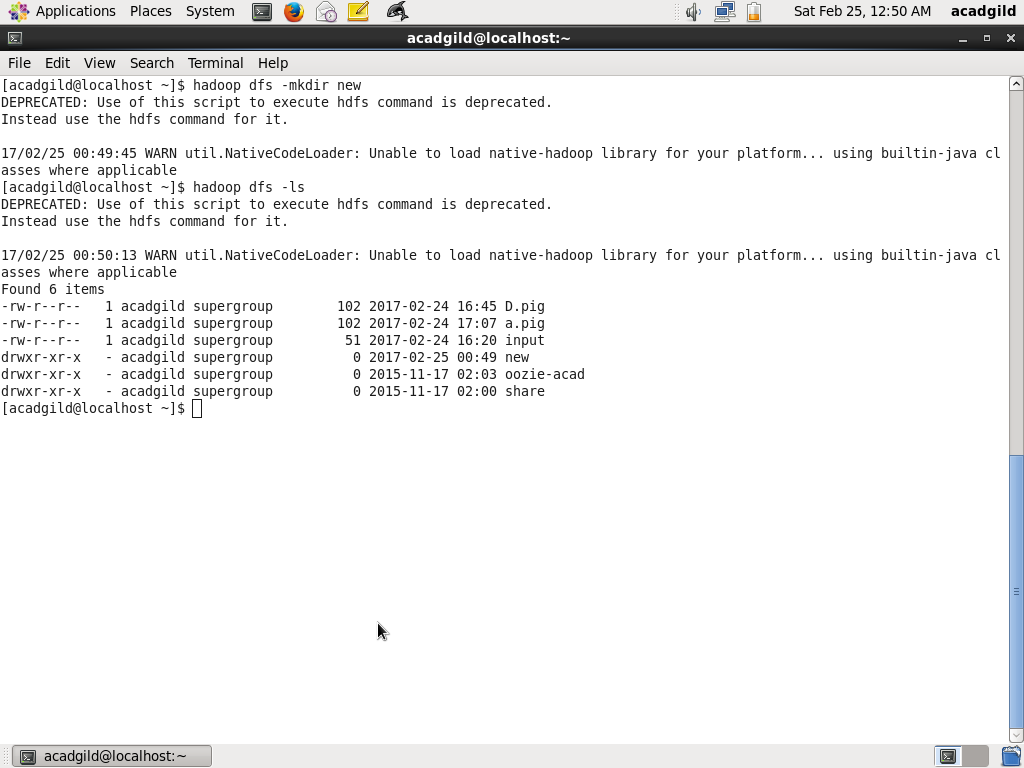 Applications Places System Sat Feb 25, 12:50 AM acadgild
acadgild@localhost:~
File Edit View Search Terminal Help
[acadgild@localhost ~]$ hadoop dfs -mkdir new
DEPRECATED: Use of this script to execute hdfs command is deprecated.
Instead use the hdfs command for it.
17/02/25 00:49:45 WARN util.NativeCodeLoader: Unable to load native-hadoop library for your platform... using builtin-java cl
asses where applicable
[acadgild@localhost ~]$ hadoop dfs -ls
DEPRECATED: Use of this script to execute hdfs command is deprecated.
Instead use the hdfs command for it.
17/02/25 00:50:13 WARN util.NativeCodeLoader: Unable to load native-hadoop library for your platform... using builtin-java cl
asses where applicable
Found 6 items
-rw-r--r--   1 acadgild supergroup        102 2017-02-24 16:45 D.pig
-rw-r--r--   1 acadgild supergroup        102 2017-02-24 17:07 a.pig
-rw-r--r--   1 acadgild supergroup         51 2017-02-24 16:20 input
drwxr-xr-x   - acadgild supergroup          0 2017-02-25 00:49 new
drwxr-xr-x   - acadgild supergroup          0 2015-11-17 02:03 oozie-acad
drwxr-xr-x   - acadgild supergroup          0 2015-11-17 02:00 share
[acadgild@localhost ~]$
acadgild@localhost:~